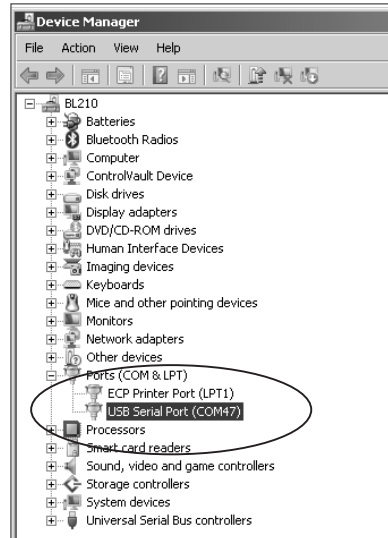 Device Manager
File Action View Help
BL210
Batteries
Bluetooth Radios
Computer
ControlVault Device
Disk drives
Display adapters
DVD/CD-ROM drives
Human Interface Devices
Imaging devices
Keyboards
Mice and other pointing devices
Monitors
Network adapters
Other devices
Ports (COM & LPT)
ECP Printer Port (LPT1)
USB Serial Port (COM47)
Processors
Smart card readers
Sound, video and game controllers
Storage controllers
System devices
Universal Serial Bus controllers